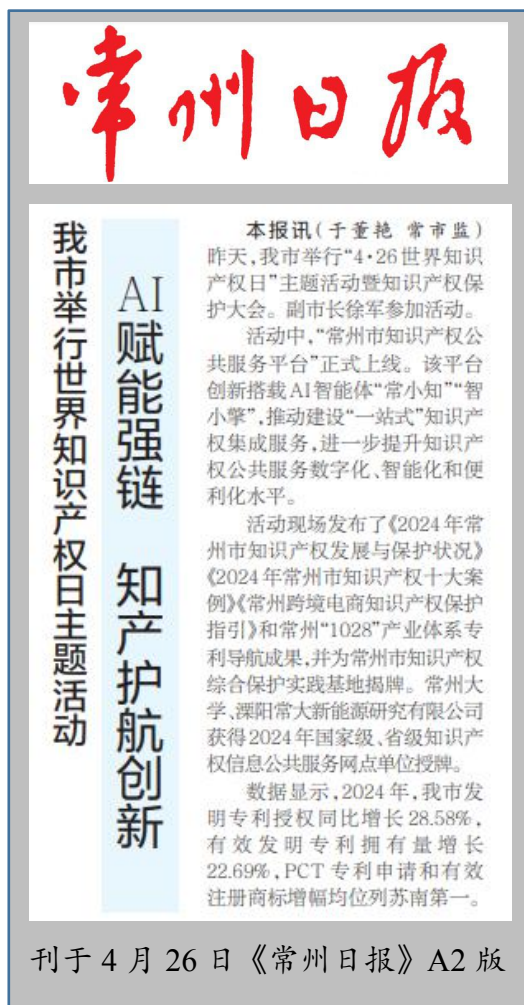 常州日报
我市举行世界知识产权日主题活动
AI赋能强链 知产护航创新
本报讯(于董艳 常市监)
昨天,我市举行“4·26世界知识
产权日”主题活动暨知识产权保
护大会。副市长徐军参加活动。
活动中,“常州市知识产权公
共服务平台”正式上线。该平台
创新搭载AI智能体“常小知”“智
小擎”,推动建设“一站式”知识产
权集成服务,进一步提升知识产
权公共服务数字化、智能化和便
利化水平。
活动现场发布了《2024年常
州市知识产权发展与保护状况》
《2024年常州市知识产权十大案
例》《常州跨境电商知识产权保护
指引》和常州“1028”产业体系专
利导航成果,并为常州市知识产权
综合保护实践基地揭牌。常州大
学、溧阳常大新能源研究有限公司
获得2024年国家级、省级知识产
权信息公共服务网点单位授牌。
数据显示,2024年,我市发
明专利授权同比增长28.58%,
有效发明专利拥有量增长
22.69%,PCT专利申请和有效
注册商标增幅均位列苏南第一。
刊于4月26日《常州日报》A2版